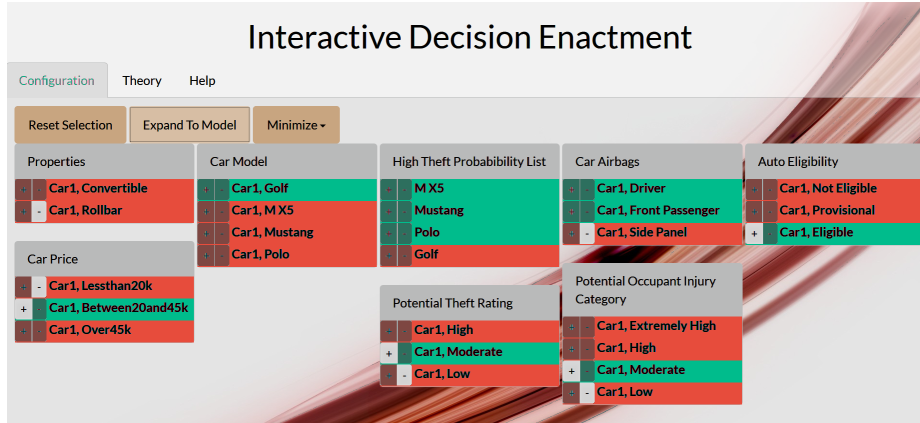 Interactive Decision Enactment
Configuration Theory Help
Reset Selection Expand To Model Minimize
Properties
+ - Car1, Convertible
+ - Car1, Rollbar
Car Price
+ - Car1, Lessthan20k
+ - Car1, Between20and45k
+ - Car1, Over45k
Car Model
+ - Car1, Golf
+ - Car1, M X5
+ - Car1, Mustang
+ - Car1, Polo
High Theft Probabibility List
+ - M X5
+ - Mustang
+ - Polo
+ - Golf
Potential Theft Rating
+ - Car1, High
+ - Car1, Moderate
+ - Car1, Low
Car Airbags
+ - Car1, Driver
+ - Car1, Front Passenger
+ - Car1, Side Panel
Potential Occupant Injury
Category
+ - Car1, Extremely High
+ - Car1, High
+ - Car1, Moderate
+ - Car1, Low
Auto Eligibility
+ - Car1, Not Eligible
+ - Car1, Provisional
+ - Car1, Eligible